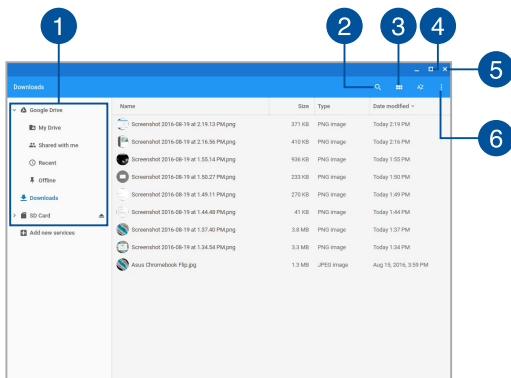 1
2
3
4
5
6
Downloads
AZ
Google Drive
My Drive
Shared with me
Recent
Offline
Downloads
SD Card
Add new services
Name Size Type Date modified
Screenshot 2016-08-19 at 2.19.13 PM.png 371 KB PNG image Today 2:19 PM
Screenshot 2016-08-19 at 2.16.56 PM.png 410 KB PNG image Today 2:16 PM
Screenshot 2016-08-19 at 1.55.14 PM.png 936 KB PNG image Today 1:55 PM
Screenshot 2016-08-19 at 1.50.27 PM.png 233 KB PNG image Today 1:50 PM
Screenshot 2016-08-19 at 1.49.11 PM.png 270 KB PNG image Today 1:49 PM
Screenshot 2016-08-19 at 1.44.48 PM.png 41 KB PNG image Today 1:44 PM
Screenshot 2016-08-19 at 1.37.40 PM.png 3.8 MB PNG image Today 1:37 PM
Screenshot 2016-08-19 at 1.34.54 PM.png 3.3 MB PNG image Today 1:34 PM
Asus Chromebook Flip.jpg 1.3 MB JPEG image Aug 15, 2016, 3:59 PM